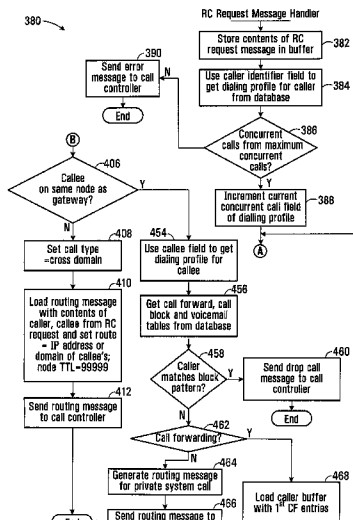 RC Request Message Handler
380
Store contents of RC
request message in buffer
382
390
Send error
message to call
controller
N
Use caller identifier field to
get dialing profile for caller
from database
384
End
386
Concurrent
calls from maximum
concurrent
calls?
Y
B
406
Callee
on same node as
gateway?
Y
N
Increment current
concurrent call field
of dialling profile
388
A
408
Set call type
=cross domain
454
Use callee field to get
dialing profile for
callee
410
Load routing message
with contents of
caller, callee from RC
request and set route
= IP address or
domain of callee's;
node TTL=99999
456
Get call forward, call
block and voicemail
tables from database
458
Caller
matches block
pattern?
Y
N
460
Send drop call
message to call
controller
End
412
Send routing message
to call controller
462
Call forwarding?
Y
N
464
Generate routing message
for private system call
466
Send routing message to
468
Load caller buffer
with 1st CF entries
End